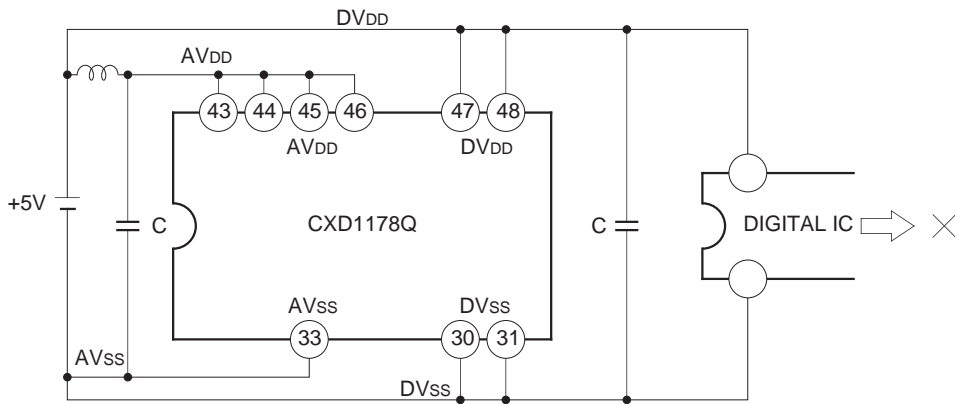 DVDD
AVDD
43 44 45 46 47 48
AVDD DVDD
+5V C CXD1178Q C DIGITAL IC
AVSS DVSS
33 30 31
AVSS
DVSS